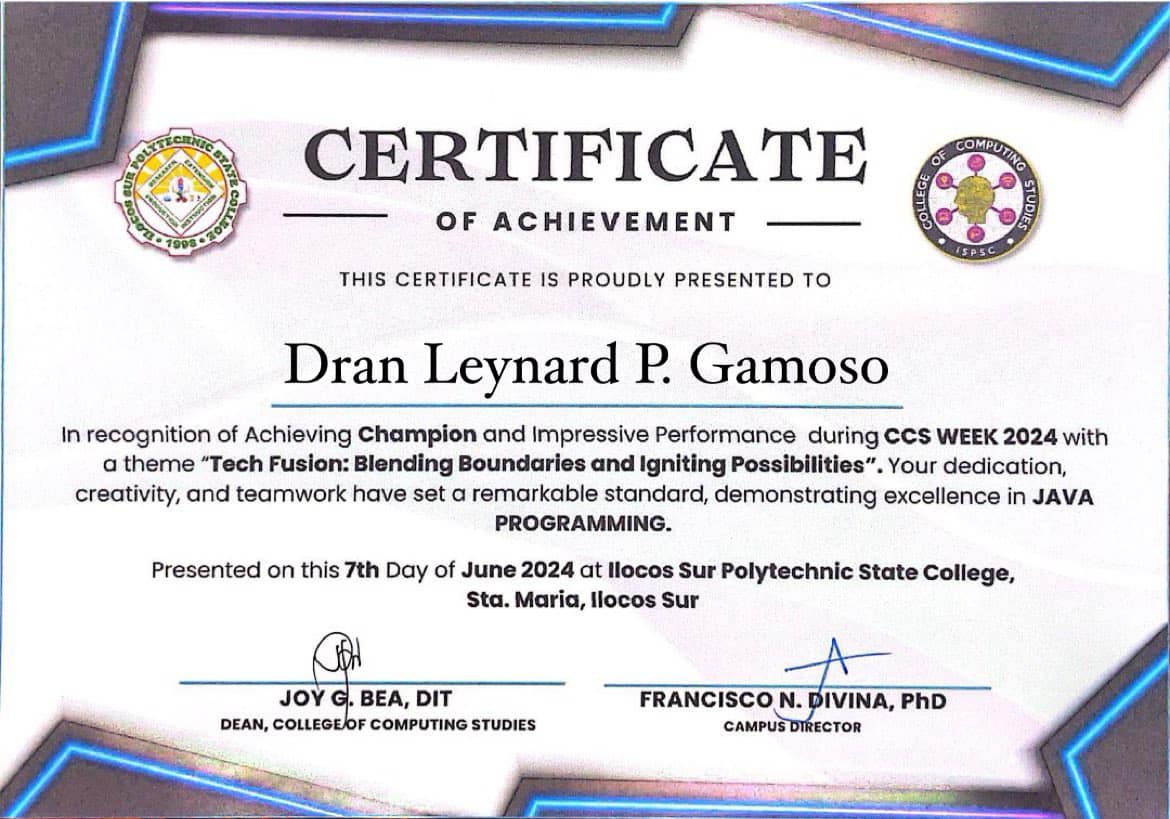 CERTIFICATE
OF ACHIEVEMENT
ILOCOS SUR POLYTECHNIC STATE COLLEGE
RESEARCH
EXTENSION
PRODUCTION
INSTRUCTION
• 1998 •
COLLEGE OF COMPUTING STUDIES
• ISPSC •
THIS CERTIFICATE IS PROUDLY PRESENTED TO
Dran Leynard P. Gamoso
In recognition of Achieving Champion and Impressive Performance during CCS WEEK 2024 with
a theme “Tech Fusion: Blending Boundaries and Igniting Possibilities”. Your dedication,
creativity, and teamwork have set a remarkable standard, demonstrating excellence in JAVA
PROGRAMMING.
Presented on this 7th Day of June 2024 at Ilocos Sur Polytechnic State College,
Sta. Maria, Ilocos Sur
JOY G. BEA, DIT
DEAN, COLLEGE OF COMPUTING STUDIES
FRANCISCO N. DIVINA, PhD
CAMPUS DIRECTOR